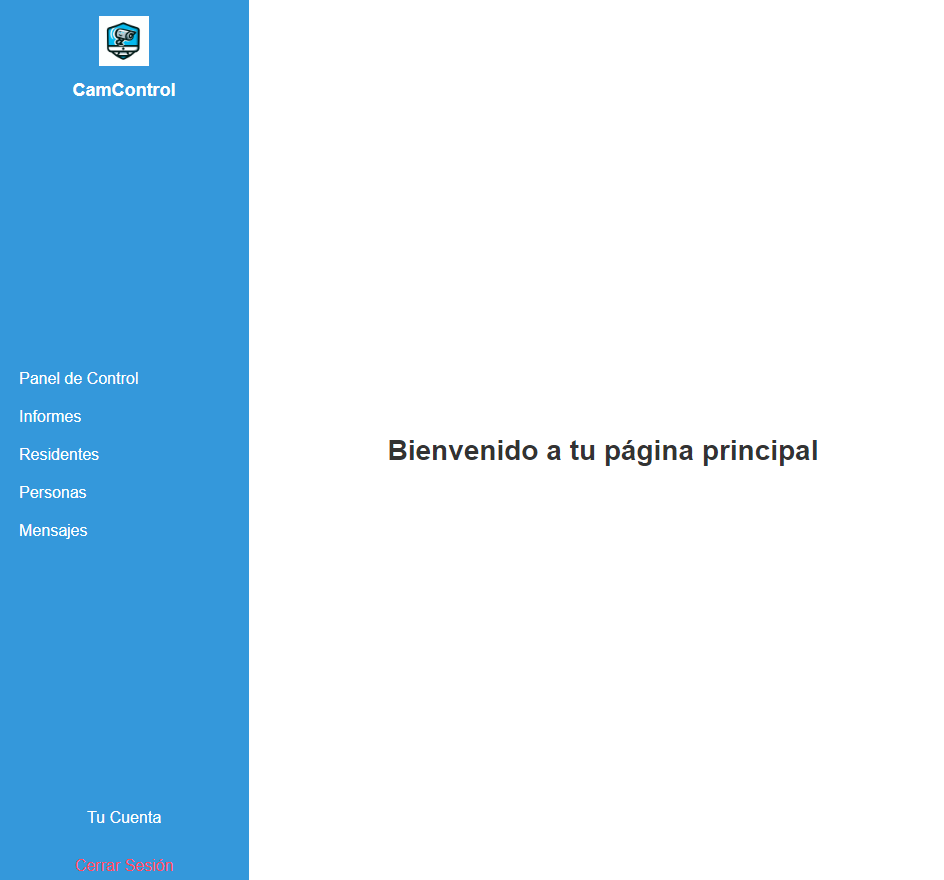 CamControl
Panel de Control
Informes
Residentes
Personas
Mensajes
Tu Cuenta
Cerrar Sesión
Bienvenido a tu página principal